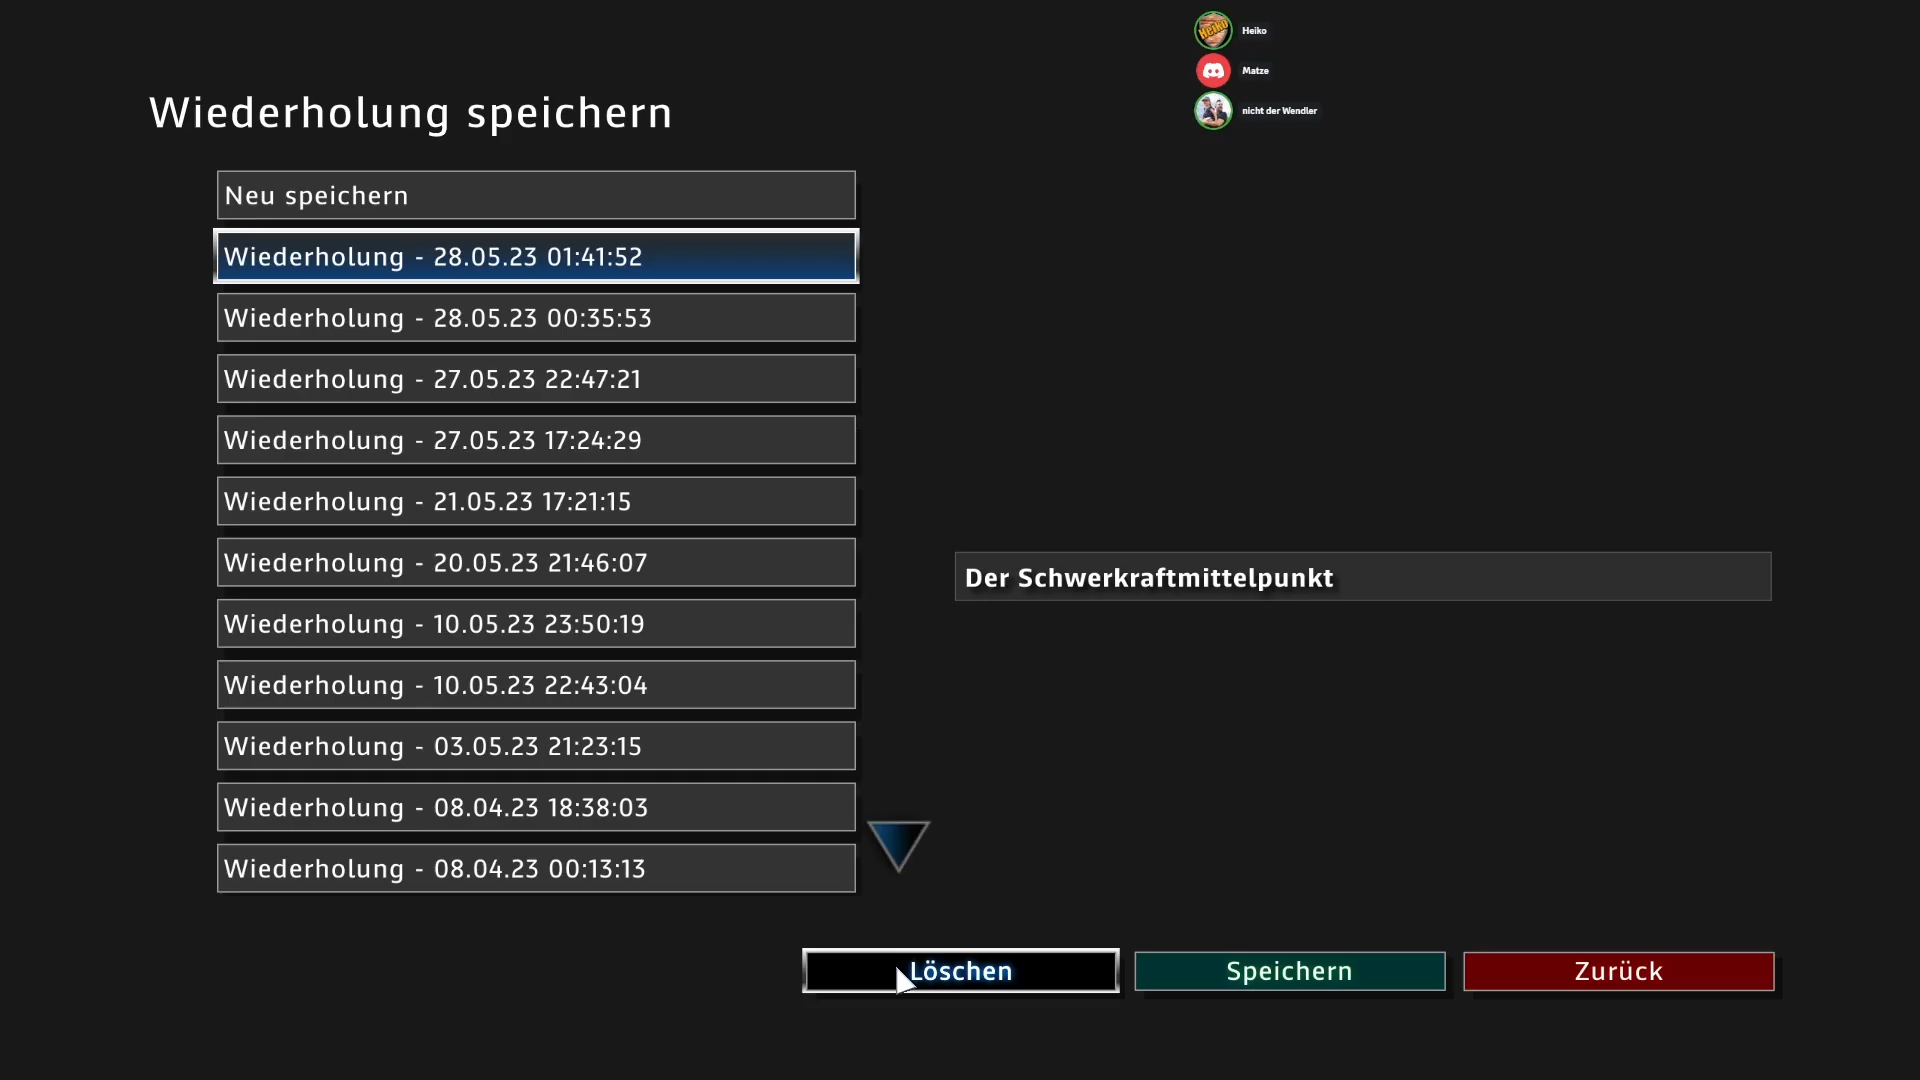 Heiko
Matze
nicht der Wendler
Wiederholung speichern
Neu speichern
Wiederholung - 28.05.23 01:41:52
Wiederholung - 28.05.23 00:35:53
Wiederholung - 27.05.23 22:47:21
Wiederholung - 27.05.23 17:24:29
Wiederholung - 21.05.23 17:21:15
Wiederholung - 20.05.23 21:46:07
Wiederholung - 10.05.23 23:50:19
Wiederholung - 10.05.23 22:43:04
Wiederholung - 03.05.23 21:23:15
Wiederholung - 08.04.23 18:38:03
Wiederholung - 08.04.23 00:13:13
Der Schwerkraftmittelpunkt
Löschen
Speichern
Zurück